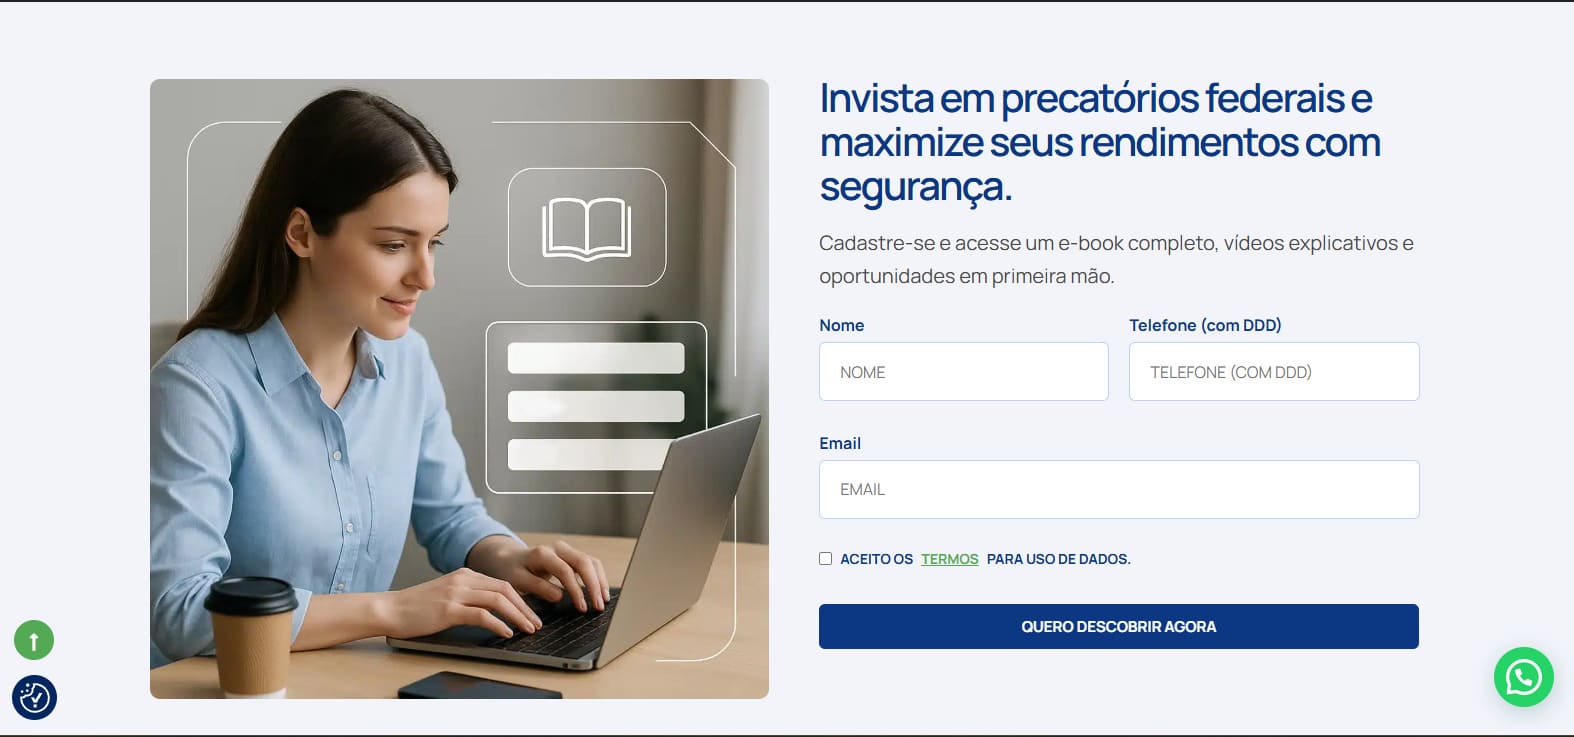 Invista em precatórios federais e
maximize seus rendimentos com
segurança.
Cadastre-se e acesse um e-book completo, vídeos explicativos e
oportunidades em primeira mão.
Nome
Telefone (com DDD)
NOME
TELEFONE (COM DDD)
Email
EMAIL
ACEITO OS TERMOS PARA USO DE DADOS.
QUERO DESCOBRIR AGORA